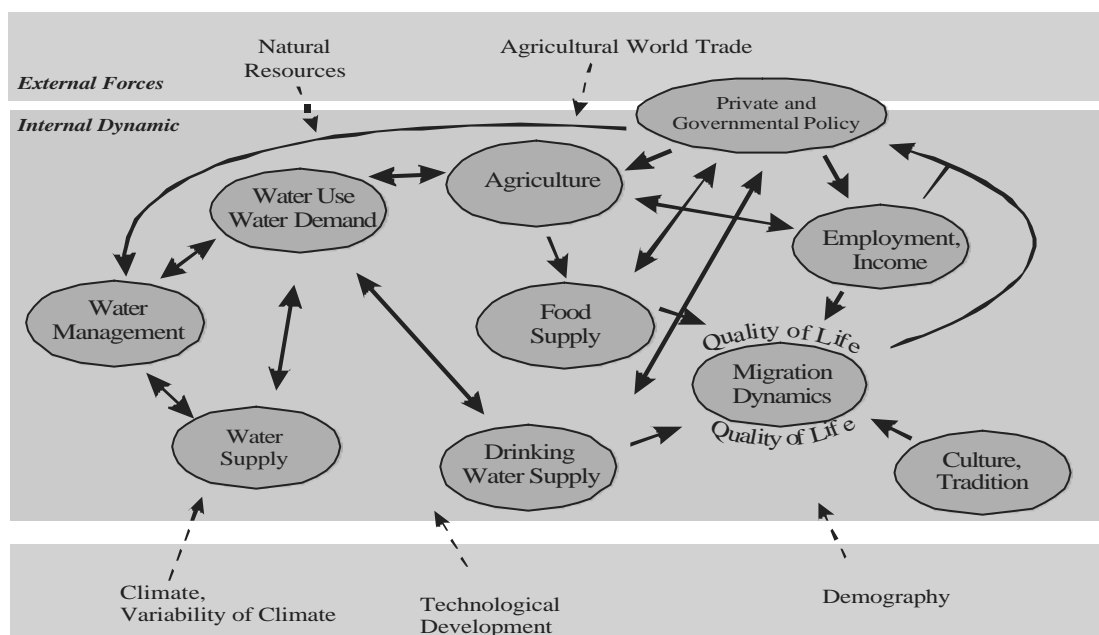 Natural
Resources
Agricultural World Trade
External Forces
Internal Dynamic
Private and
Governmental Policy
Agriculture
Water Use
Water Demand
Employment,
Income
Water
Management
Food
Supply
Quality of Life
Migration
Dynamics
Quality of Life
Water
Supply
Drinking
Water Supply
Culture,
Tradition
Climate,
Variability of Climate
Technological
Development
Demography